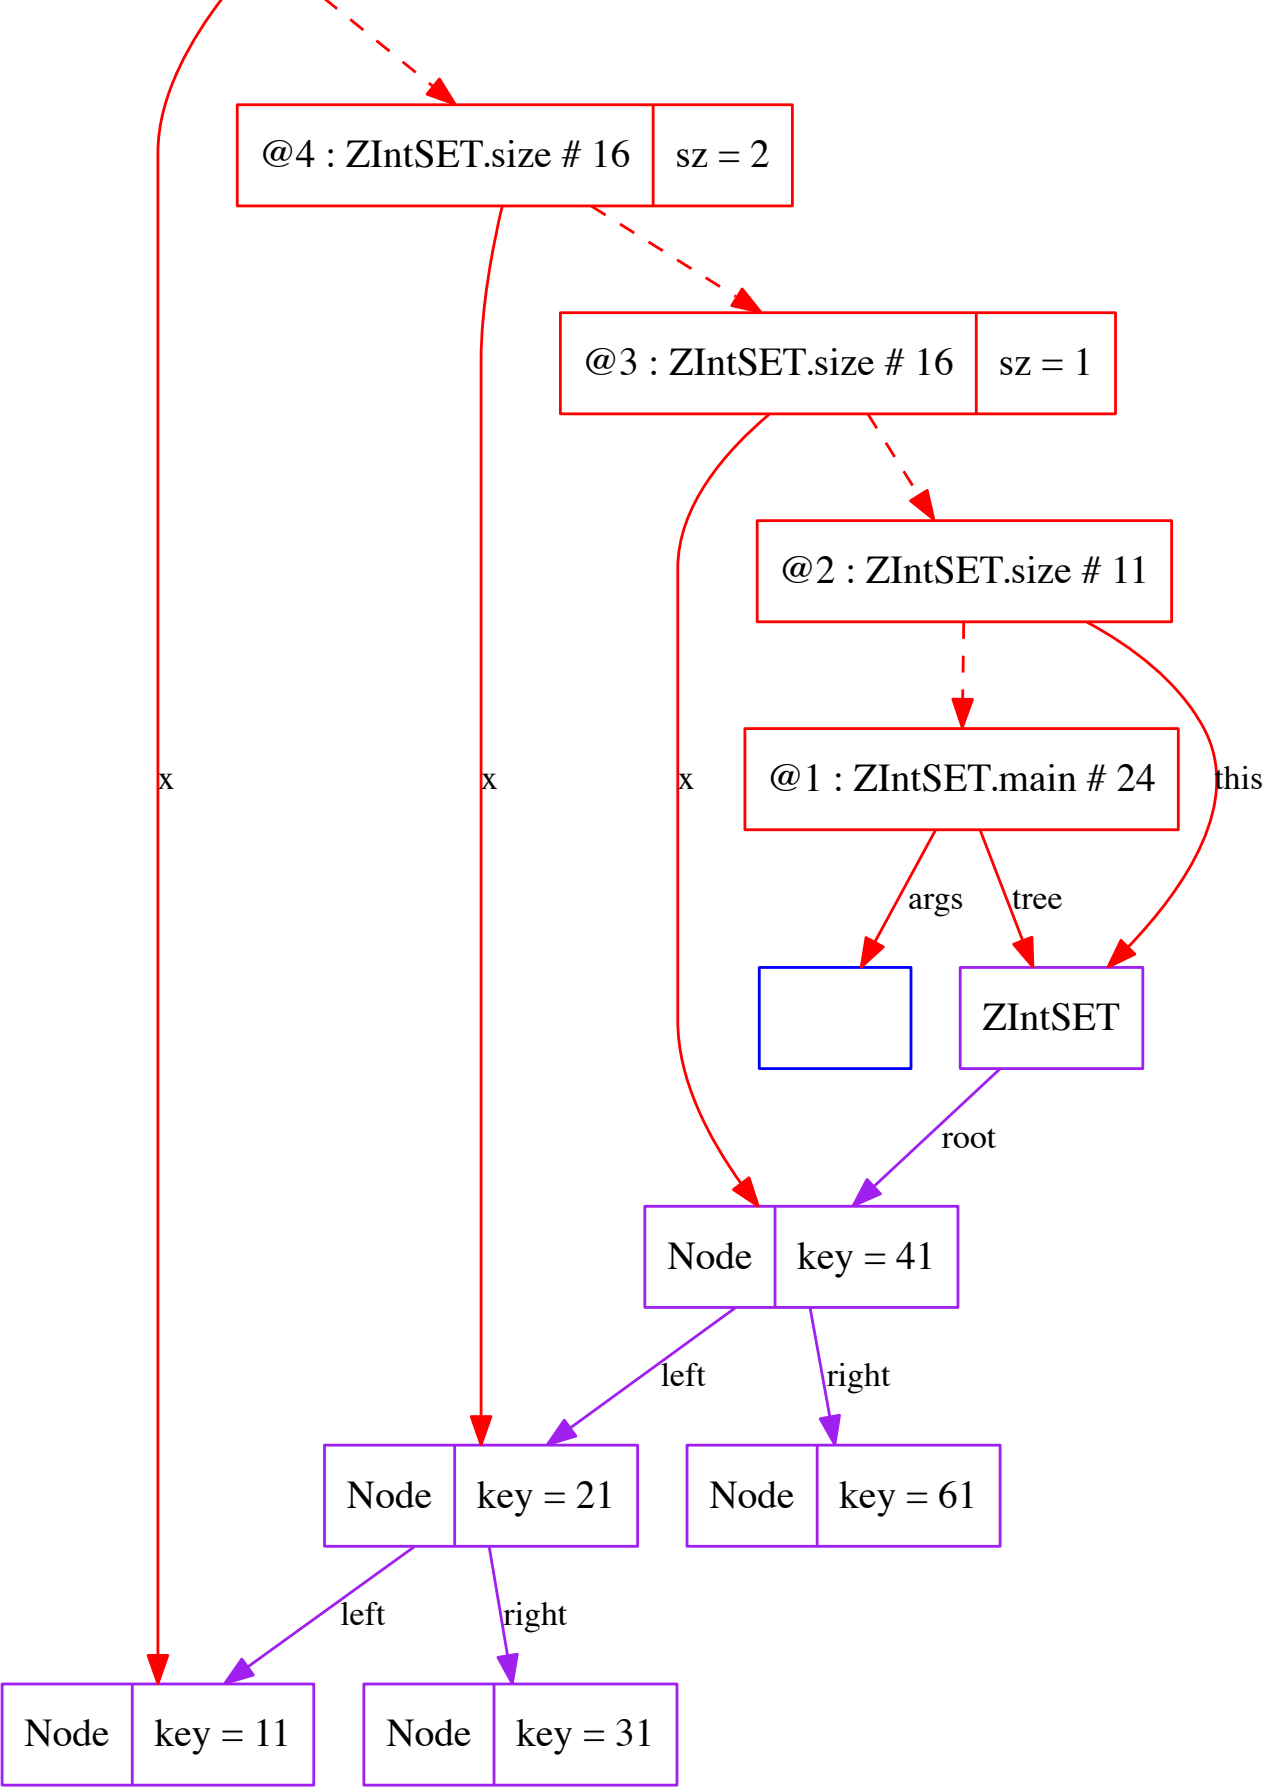 @4 : ZIntSET.size # 16 sz = 2
@3 : ZIntSET.size # 16 sz = 1
@2 : ZIntSET.size # 11
x x x @1 : ZIntSET.main # 24 this
args tree
ZIntSET
root
Node key = 41
left right
Node key = 21 Node key = 61
left right
Node key = 11 Node key = 31